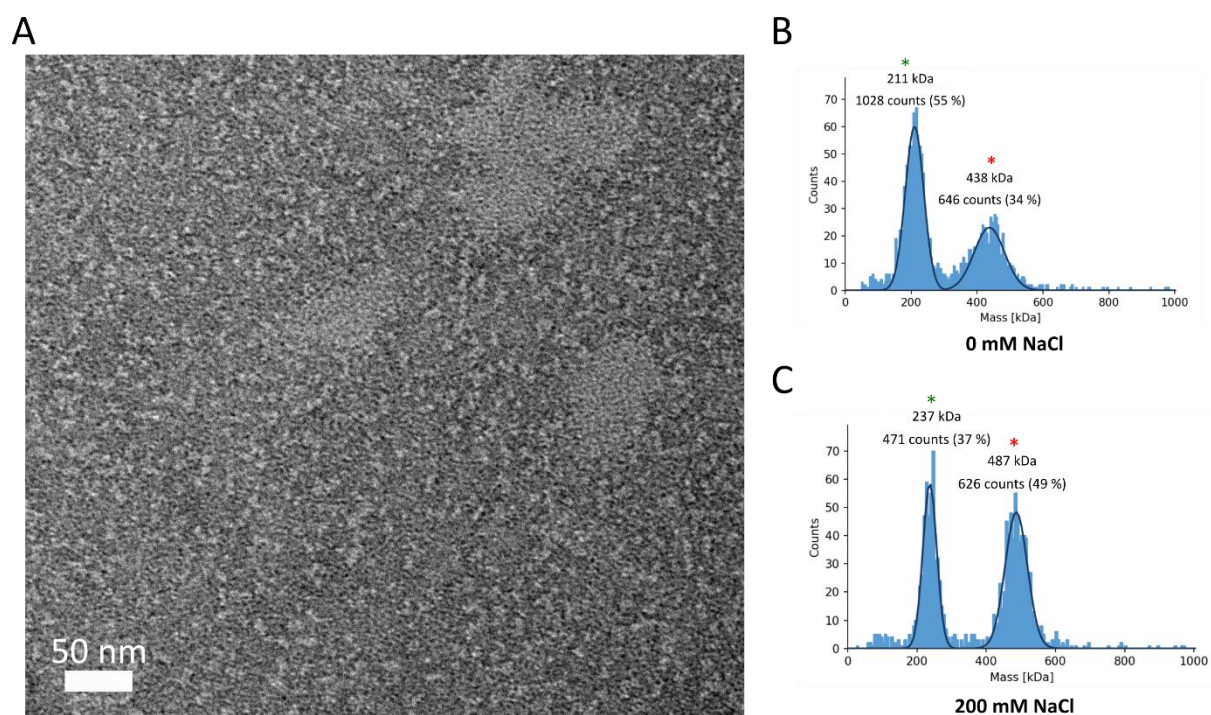 A
50 nm
B
*
211 kDa
1028 counts (55 %)
*
438 kDa
646 counts (34 %)
70
60
50
40
30
20
10
0
Counts
0 200 400 600 800 1000
Mass [kDa]
0 mM NaCl
C
*
237 kDa
471 counts (37 %)
*
487 kDa
626 counts (49 %)
70
60
50
40
30
20
10
0
Counts
0 200 400 600 800 1000
Mass [kDa]
200 mM NaCl